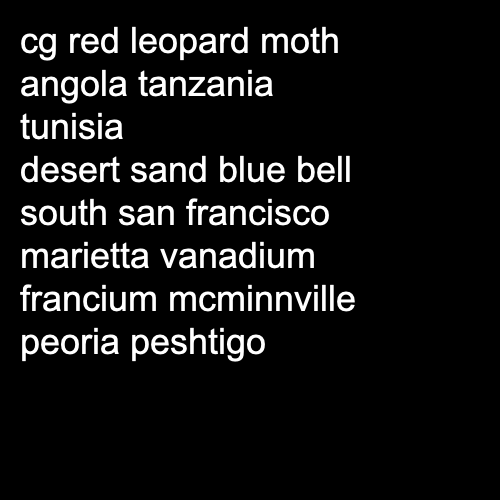 cg red leopard moth
angola tanzania
tunisia
desert sand blue bell
south san francisco
marietta vanadium
francium mcminnville
peoria peshtigo